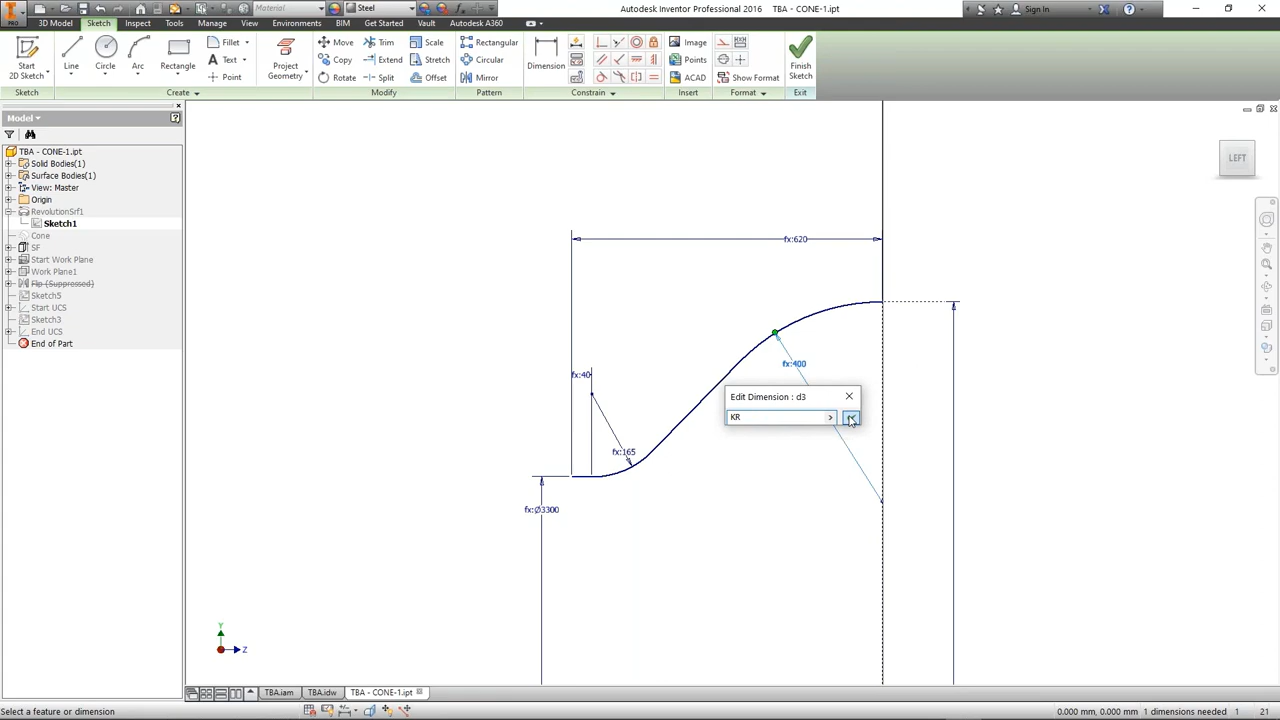 Autodesk Inventor Professional 2016 - TBA - CONE-1.ipt
Material
Steel
Sign In
PRO
3D Model
Sketch
Inspect
Tools
Manage
View
Environments
BIM
Get Started
Vault
Autodesk A360
Start
2D Sketch
Line
Circle
Arc
Rectangle
Fillet
Text
Point
Project
Geometry
Move
Copy
Rotate
Trim
Extend
Split
Scale
Stretch
Offset
Rectangular
Circular
Mirror
Dimension
Image
Points
ACAD
Show Format
Finish
Sketch
Sketch
Create
Modify
Pattern
Constrain
Insert
Format
Exit
Model
TBA - CONE-1.ipt
Solid Bodies(1)
Surface Bodies(1)
View: Master
Origin
RevolutionSrf1
Sketch1
Cone
SF
Start Work Plane
Work Plane1
Flip (Suppressed)
Sketch5
Start UCS
Sketch3
End UCS
End of Part
LEFT
fx:620
fx:400
fx:40
Edit Dimension : d3
KR
fx:165
fx:Ø3300
Y
Z
TBA.iam
TBA.idw
TBA - CONE-1.ipt
Select a feature or dimension
0.000 mm, 0.000 mm
1 dimensions needed
1
21